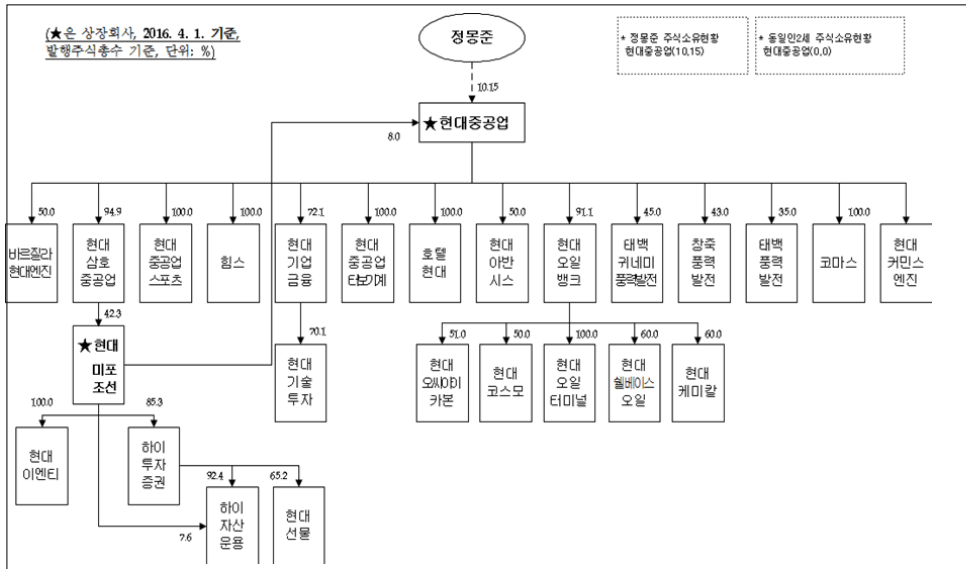 (★은 상장회사, 2016. 4. 1. 기준,
발행주식총수 기준, 단위: %)
정몽준
* 정몽준 주식소유현황
현대중공업(10,15)
* 동일인2세 주식소유현황
현대중공업(0,0)
10.15
★현대중공업
8.0
50.0
94.9
100.0
100.0
72.1
100.0
100.0
50.0
91.1
45.0
43.0
35.0
100.0
바르질라
현대엔진
현대
삼호
중공업
현대
중공업
스포츠
힘스
현대
기업
금융
현대
중공업
터보기계
호텔
현대
현대
아반
시스
현대
오일
뱅크
태백
귀네미
풍력발전
창죽
풍력
발전
태백
풍력
발전
코마스
현대
커민스
엔진
42.3
70.1
51.0
50.0
100.0
60.0
60.0
★현대
미포
조선
현대
기술
투자
현대
오씨아이
카본
현대
코스모
현대
오일
터미널
현대
쉘베이스
오일
현대
케미칼
100.0
85.3
현대
이엔티
하이
투자
증권
92.4
65.2
7.6
하이
자산
운용
현대
선물